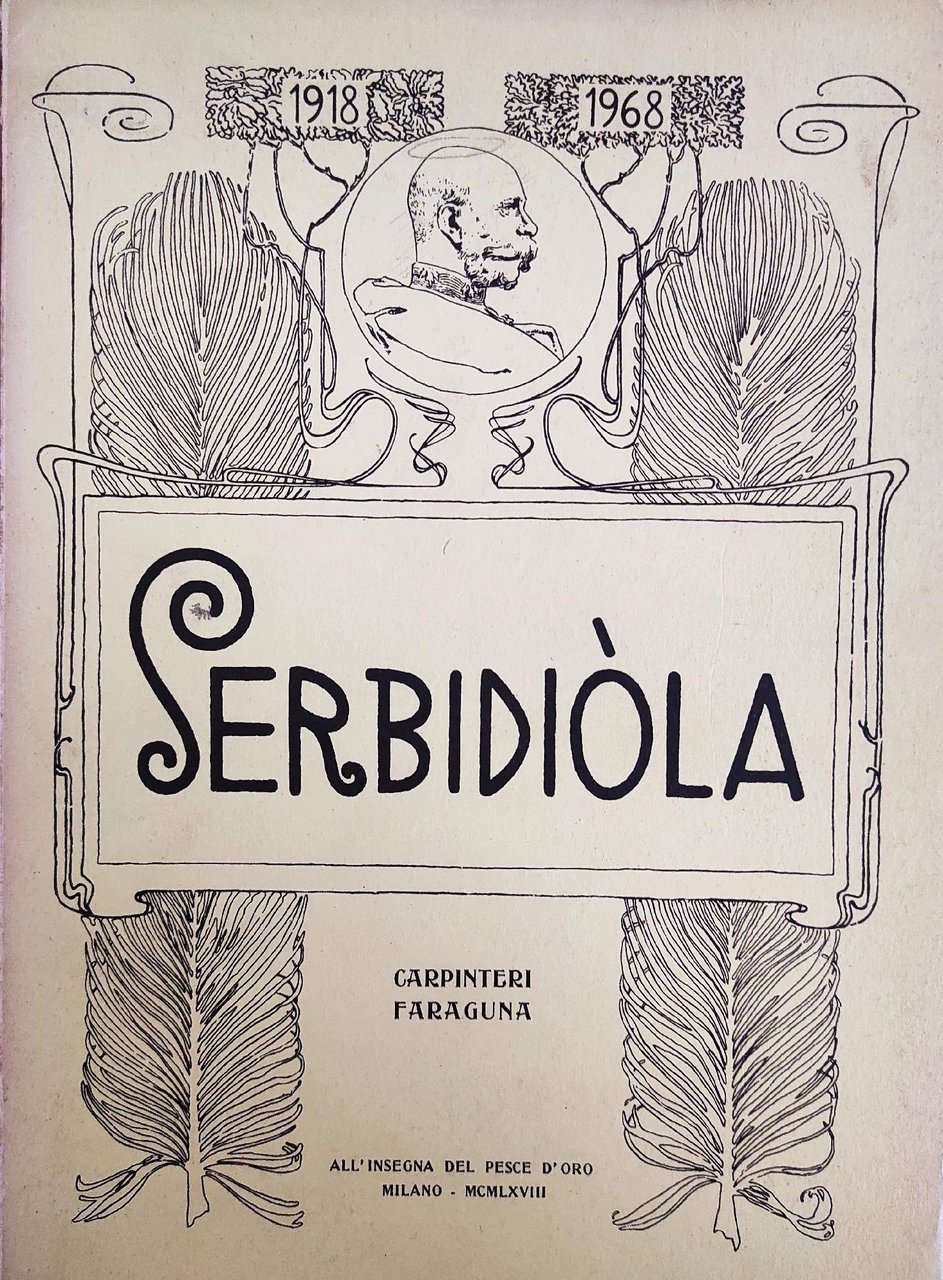 1918 1968
SERBIDIÒLA
CARPINTERI
FARAGUNA
ALL'INSEGNA DEL PESCE D'ORO
MILANO - MCMLXVIII